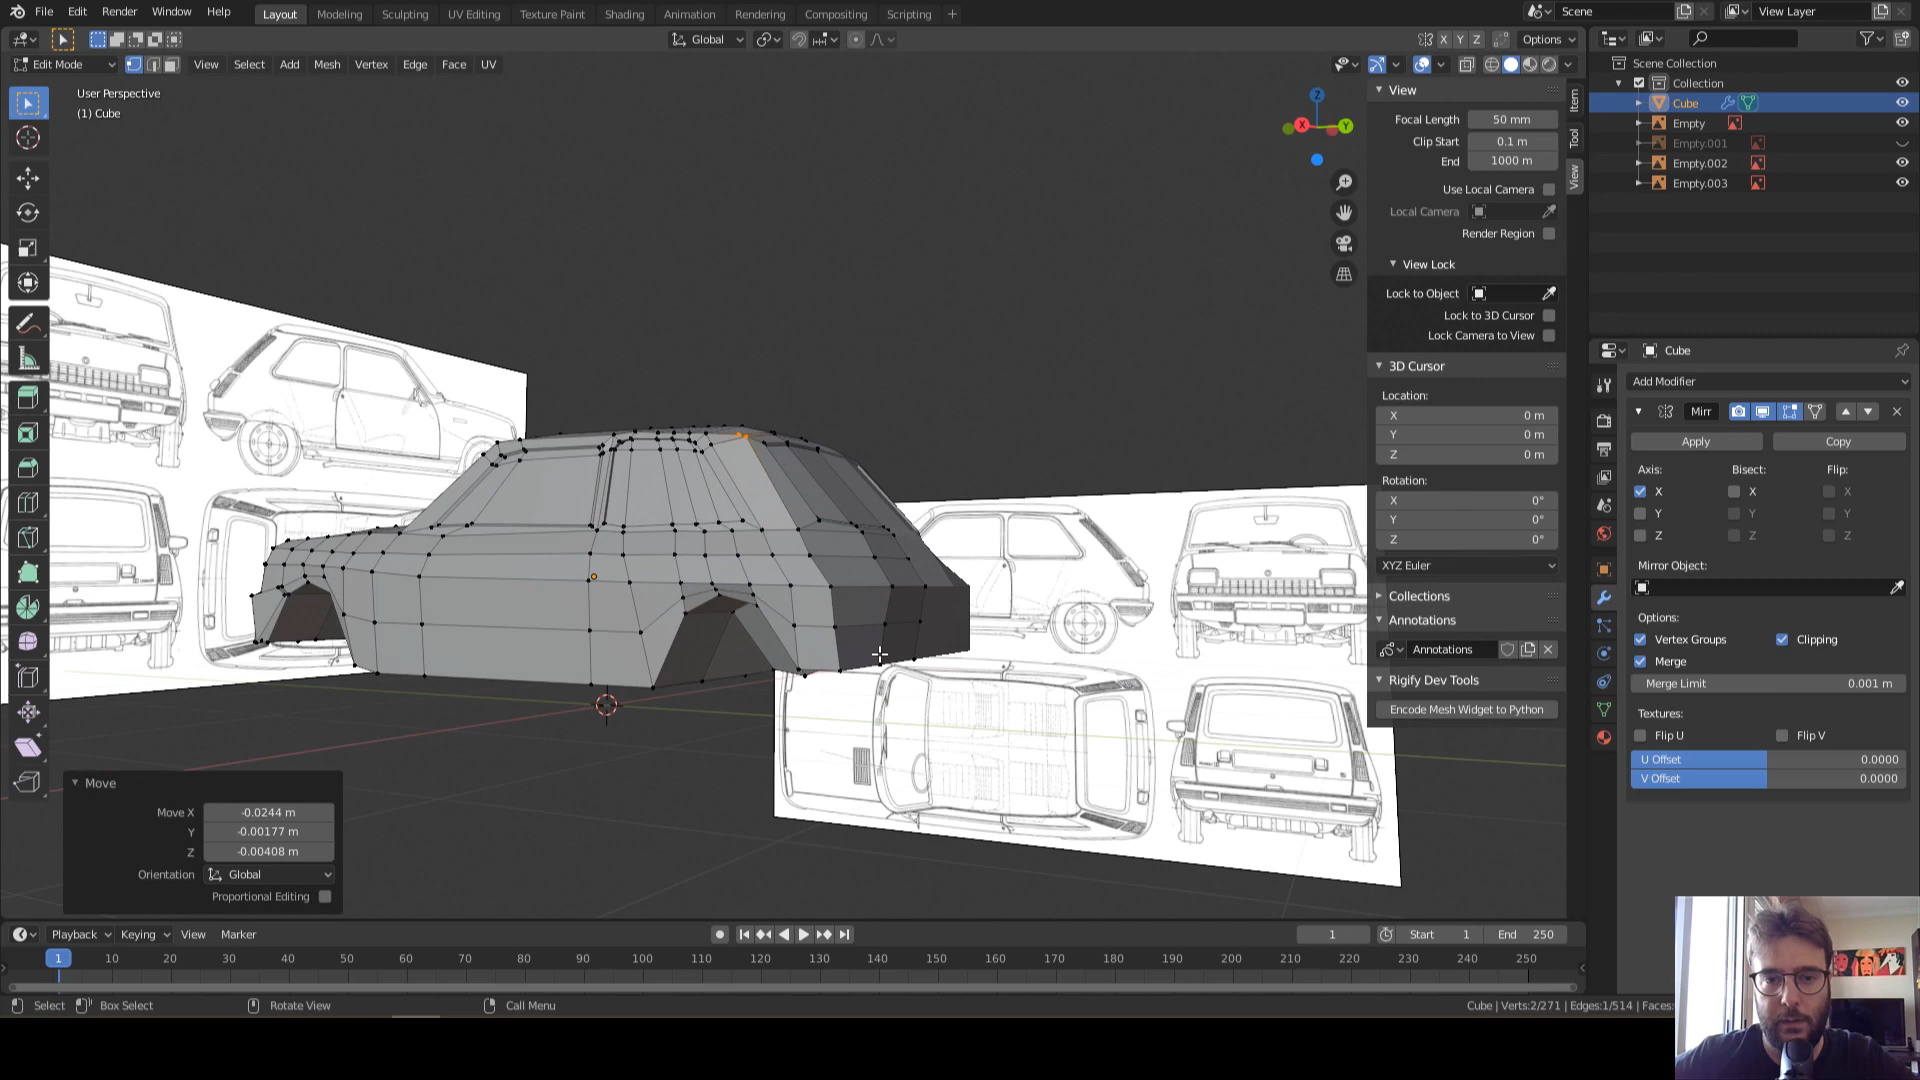 File Edit Render Window Help
Layout Modeling Sculpting UV Editing Texture Paint Shading Animation Rendering Compositing Scripting +
Scene View Layer
Global X Y Z Options
Edit Mode View Select Add Mesh Vertex Edge Face UV
User Perspective
(1) Cube
Z
X
Y
View
Focal Length 50 mm
Clip Start 0.1 m
End 1000 m
Use Local Camera
Local Camera
Render Region
View Lock
Lock to Object
Lock to 3D Cursor
Lock Camera to View
3D Cursor
Location:
X 0 m
Y 0 m
Z 0 m
Rotation:
X 0°
Y 0°
Z 0°
XYZ Euler
Collections
Annotations
Annotations
Rigify Dev Tools
Encode Mesh Widget to Python
Item
Tool
View
Scene Collection
Collection
Cube
Empty
Empty.001
Empty.002
Empty.003
Cube
Add Modifier
Mirr
Apply Copy
Axis: Bisect: Flip:
X X X
Y Y Y
Z Z Z
Mirror Object:
Options:
Vertex Groups Clipping
Merge
Merge Limit 0.001 m
Textures:
Flip U Flip V
U Offset 0.0000
V Offset 0.0000
Move
Move X -0.0244 m
Y -0.00177 m
Z -0.00408 m
Orientation Global
Proportional Editing
Playback Keying View Marker
1 Start 1 End 250
1 10 20 30 40 50 60 70 80 90 100 110 120 130 140 150 160 170 180 190 200 210 220 230 240 250
Select Box Select Rotate View Call Menu
Cube | Verts:2/271 | Edges:1/514 | Faces: